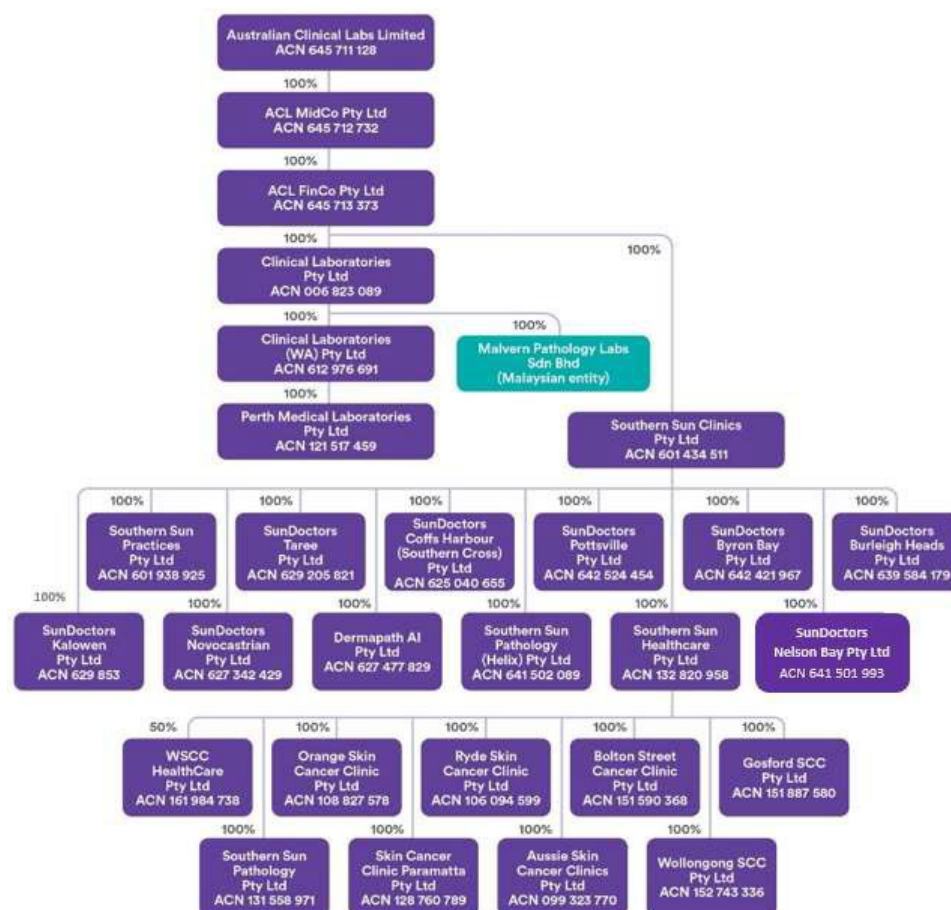 Australian Clinical Labs Limited
ACN 645 711 128
100%
ACL MidCo Pty Ltd
ACN 645 712 732
100%
ACL FinCo Pty Ltd
ACN 645 713 373
100%
100%
Clinical Laboratories
Pty Ltd
ACN 006 823 089
100%
100%
Clinical Laboratories
(WA) Pty Ltd
ACN 612 976 691
Malvern Pathology Labs
Sdn Bhd
(Malaysian entity)
100%
Perth Medical Laboratories
Pty Ltd
ACN 121 517 459
Southern Sun Clinics
Pty Ltd
ACN 601 434 511
100%
100%
100%
100%
100%
100%
Southern Sun
Practices
Pty Ltd
ACN 601 938 925
SunDoctors
Taree
Pty Ltd
ACN 629 205 821
SunDoctors
Coffs Harbour
(Southern Cross)
Pty Ltd
ACN 625 040 655
SunDoctors
Pottsville
Pty Ltd
ACN 642 524 454
SunDoctors
Byron Bay
Pty Ltd
ACN 642 421 967
SunDoctors
Burleigh Heads
Pty Ltd
ACN 639 584 179
100%
100%
100%
100%
100%
100%
SunDoctors
Kalowen
Pty Ltd
ACN 629 853
SunDoctors
Novocastrian
Pty Ltd
ACN 627 342 429
Dermapath AI
Pty Ltd
ACN 627 477 829
Southern Sun
Pathology
(Helix) Pty Ltd
ACN 641 502 089
Southern Sun
Healthcare
Pty Ltd
ACN 132 820 958
SunDoctors
Nelson Bay Pty Ltd
ACN 641 501 993
50%
100%
100%
100%
100%
WSCC
HealthCare
Pty Ltd
ACN 161 984 738
Orange Skin
Cancer Clinic
Pty Ltd
ACN 108 827 578
Ryde Skin
Cancer Clinic
Pty Ltd
ACN 106 094 599
Bolton Street
Cancer Clinic
Pty Ltd
ACN 151 590 368
Gosford SCC
Pty Ltd
ACN 151 887 580
100%
100%
100%
100%
Southern Sun
Pathology
Pty Ltd
ACN 131 558 971
Skin Cancer
Clinic Paramatta
Pty Ltd
ACN 128 760 789
Aussie Skin
Cancer Clinics
Pty Ltd
ACN 099 323 770
Wollongong SCC
Pty Ltd
ACN 152 743 336